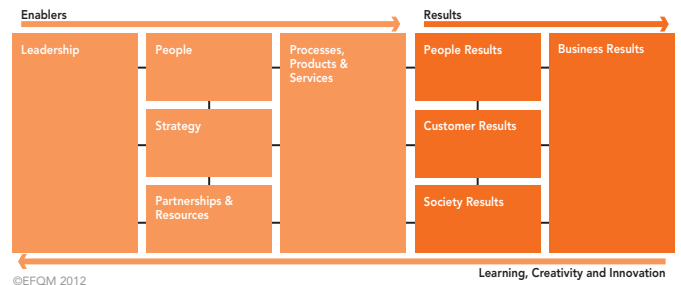 Enablers
Results
Leadership
People
Processes,
Products &
Services
People Results
Business Results
Strategy
Customer Results
Partnerships &
Resources
Society Results
Learning, Creativity and Innovation
©EFQM 2012